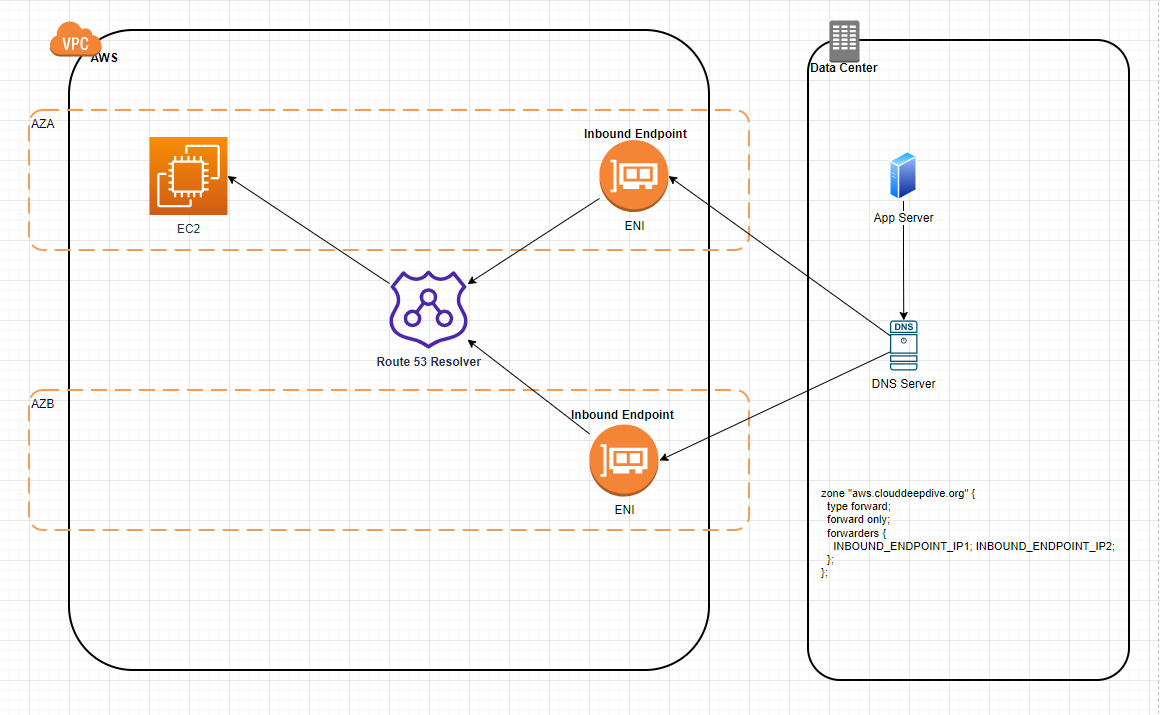 VPC
AWS
Data Center
AZA
Inbound Endpoint
EC2
ENI
App Server
Route 53 Resolver
DNS
DNS Server
AZB
Inbound Endpoint
ENI
zone "aws.clouddeepdive.org" {
type forward;
forward only;
forwarders {
INBOUND_ENDPOINT_IP1; INBOUND_ENDPOINT_IP2;
};
};